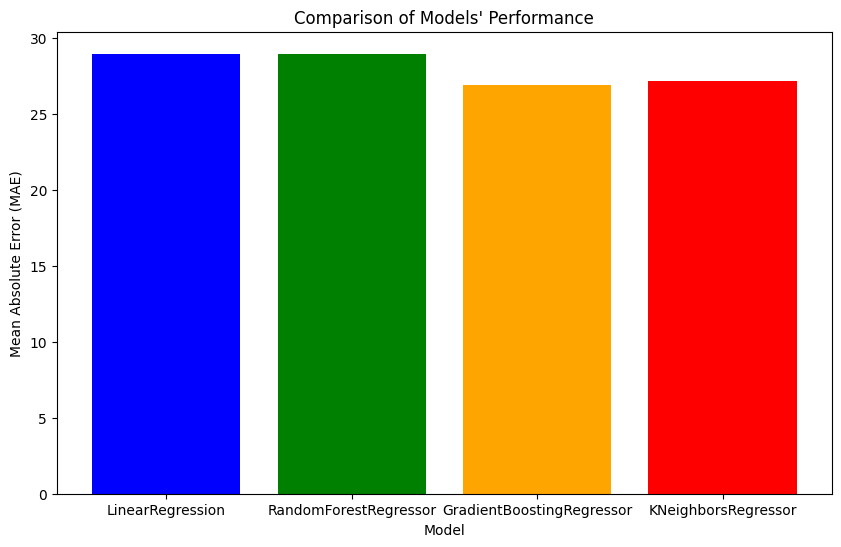 Comparison of Models' Performance
Mean Absolute Error (MAE)
30
25
20
15
10
5
0
LinearRegression
RandomForestRegressor
GradientBoostingRegressor
KNeighborsRegressor
Model